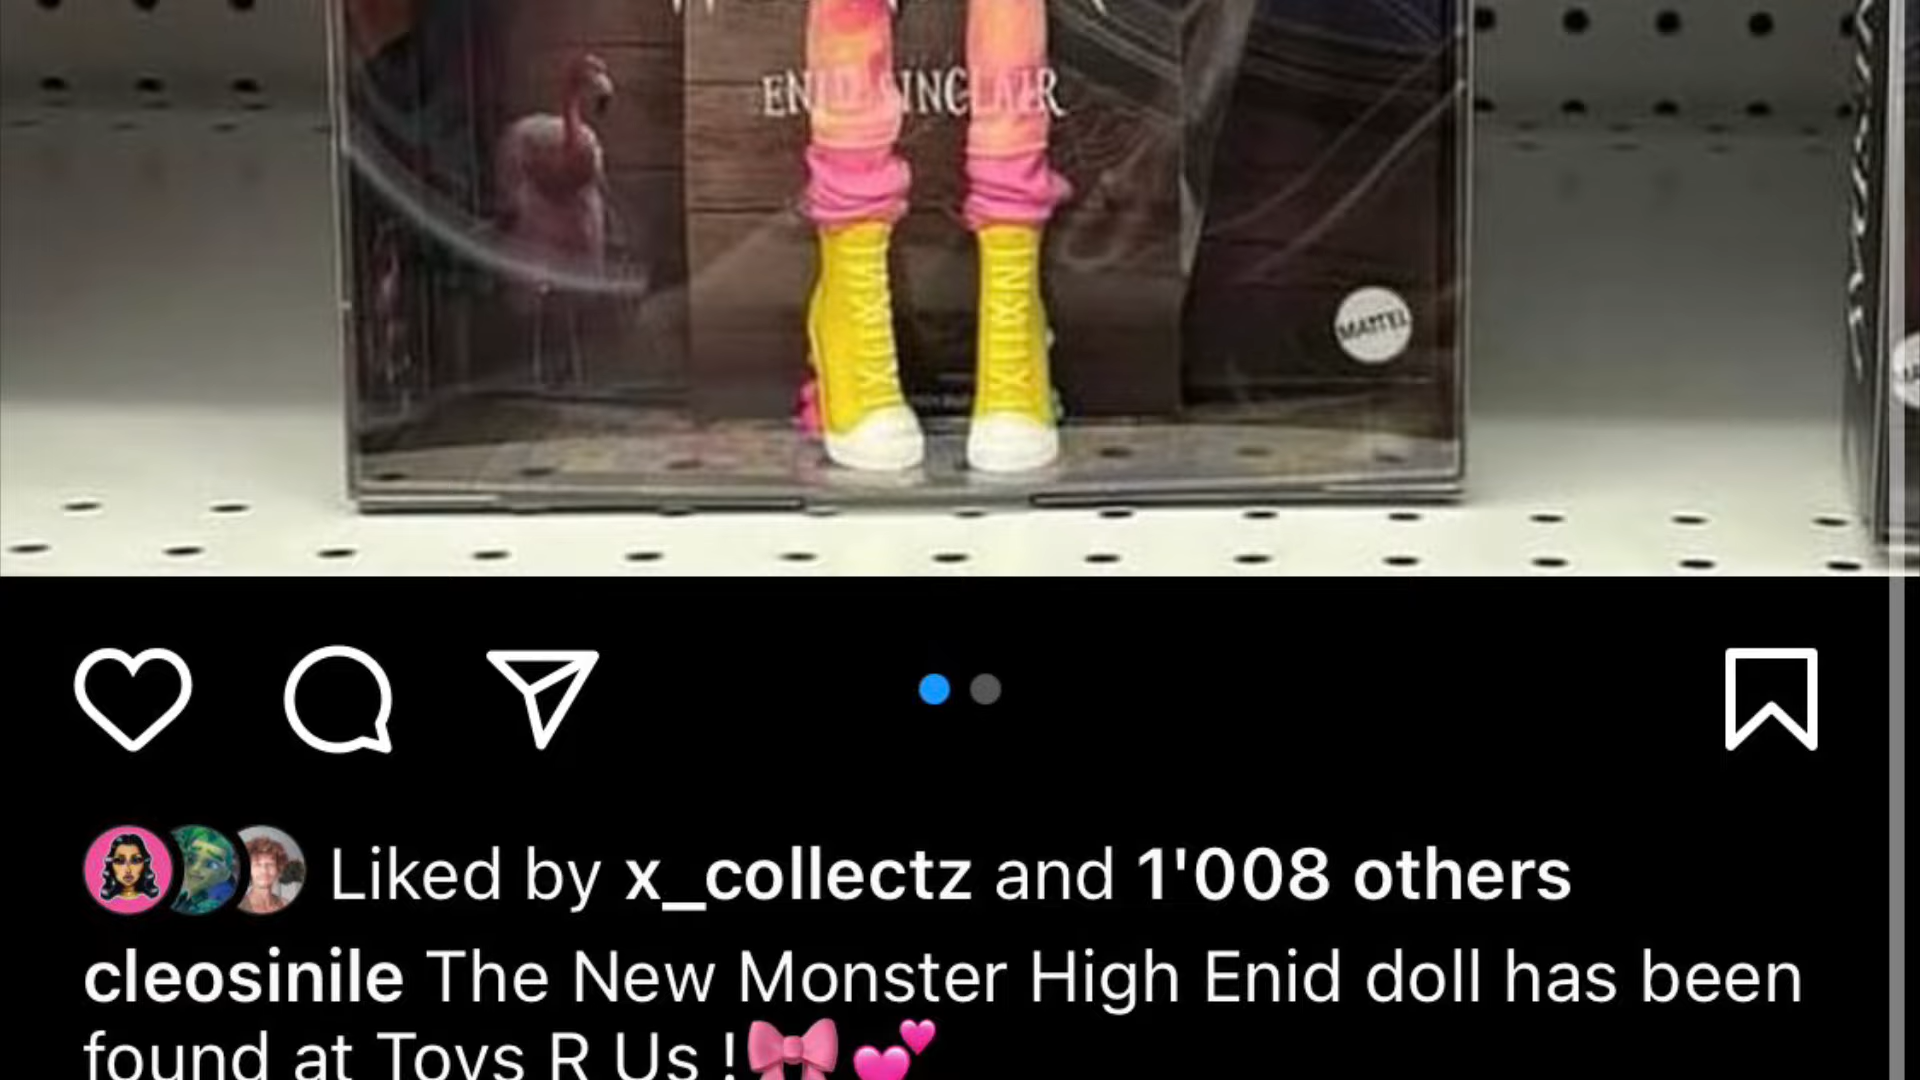 ENID SINCLAIR
MATTEL
Liked by x_collectz and 1'008 others
cleosinile The New Monster High Enid doll has been
found at Toys R Us !🎀 💕